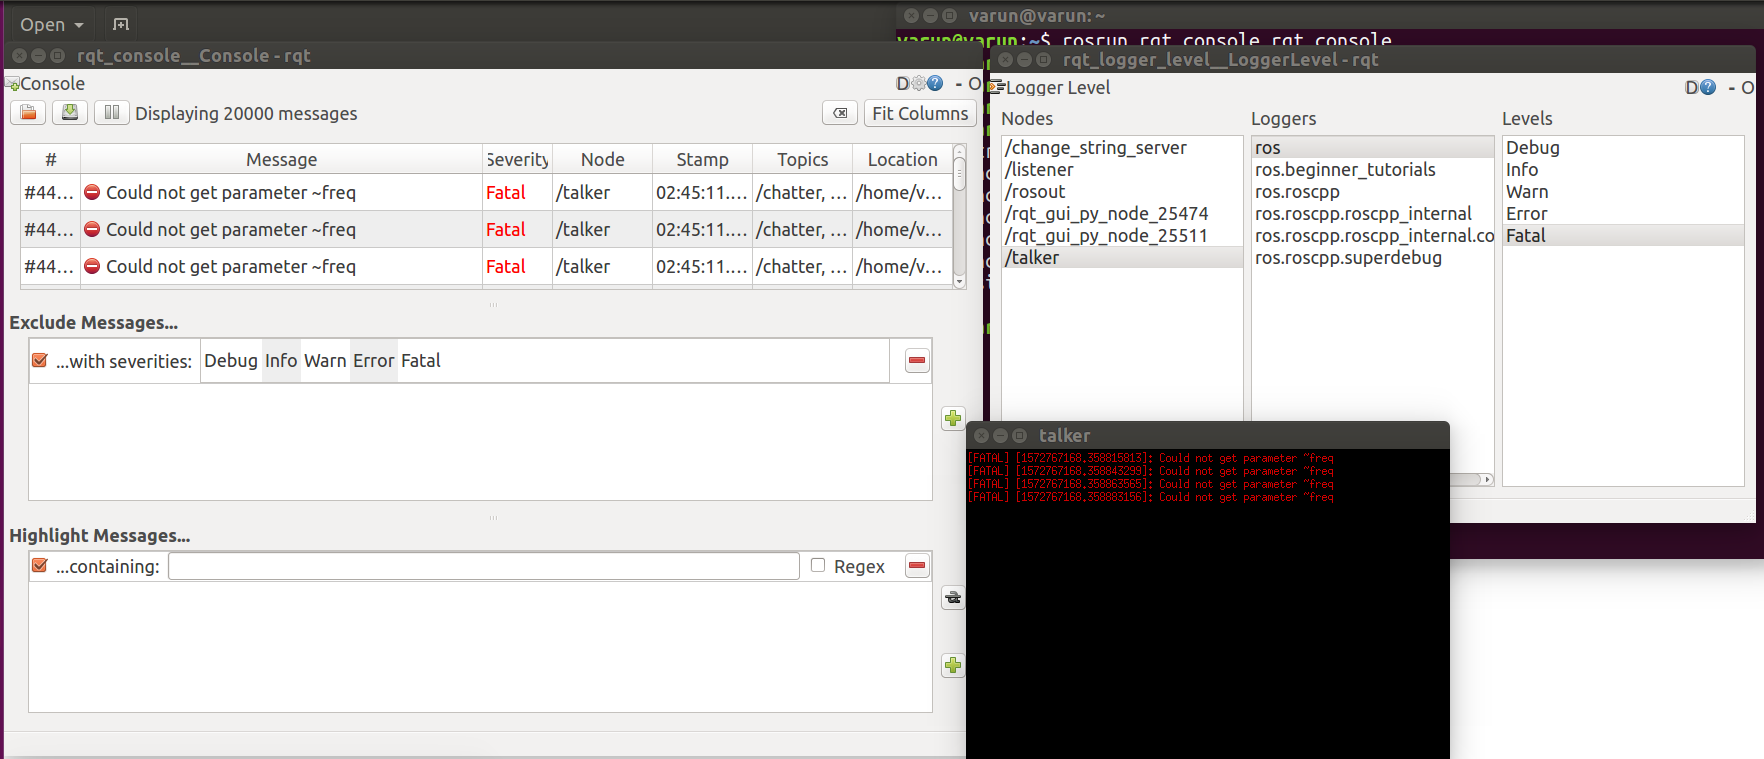 Open
varun@varun: ~
varun@varun:~$ rosrun rqt_console rqt_console
rqt_console__Console - rqt
Console
D
- O
Displaying 20000 messages
Fit Columns
# Message Severity Node Stamp Topics Location
#44... Could not get parameter ~freq Fatal /talker 02:45:11.... /chatter, ... /home/v...
#44... Could not get parameter ~freq Fatal /talker 02:45:11.... /chatter, ... /home/v...
#44... Could not get parameter ~freq Fatal /talker 02:45:11.... /chatter, ... /home/v...
Exclude Messages...
...with severities: Debug Info Warn Error Fatal
Highlight Messages...
...containing: Regex
rqt_logger_level__LoggerLevel - rqt
Logger Level
D
- O
Nodes
/change_string_server
/listener
/rosout
/rqt_gui_py_node_25474
/rqt_gui_py_node_25511
/talker
Loggers
ros
ros.beginner_tutorials
ros.roscpp
ros.roscpp.roscpp_internal
ros.roscpp.roscpp_internal.co
ros.roscpp.superdebug
Levels
Debug
Info
Warn
Error
Fatal
talker
[FATAL] [1572767168.358815813]: Could not get parameter ~freq
[FATAL] [1572767168.358843299]: Could not get parameter ~freq
[FATAL] [1572767168.358863565]: Could not get parameter ~freq
[FATAL] [1572767168.358883156]: Could not get parameter ~freq